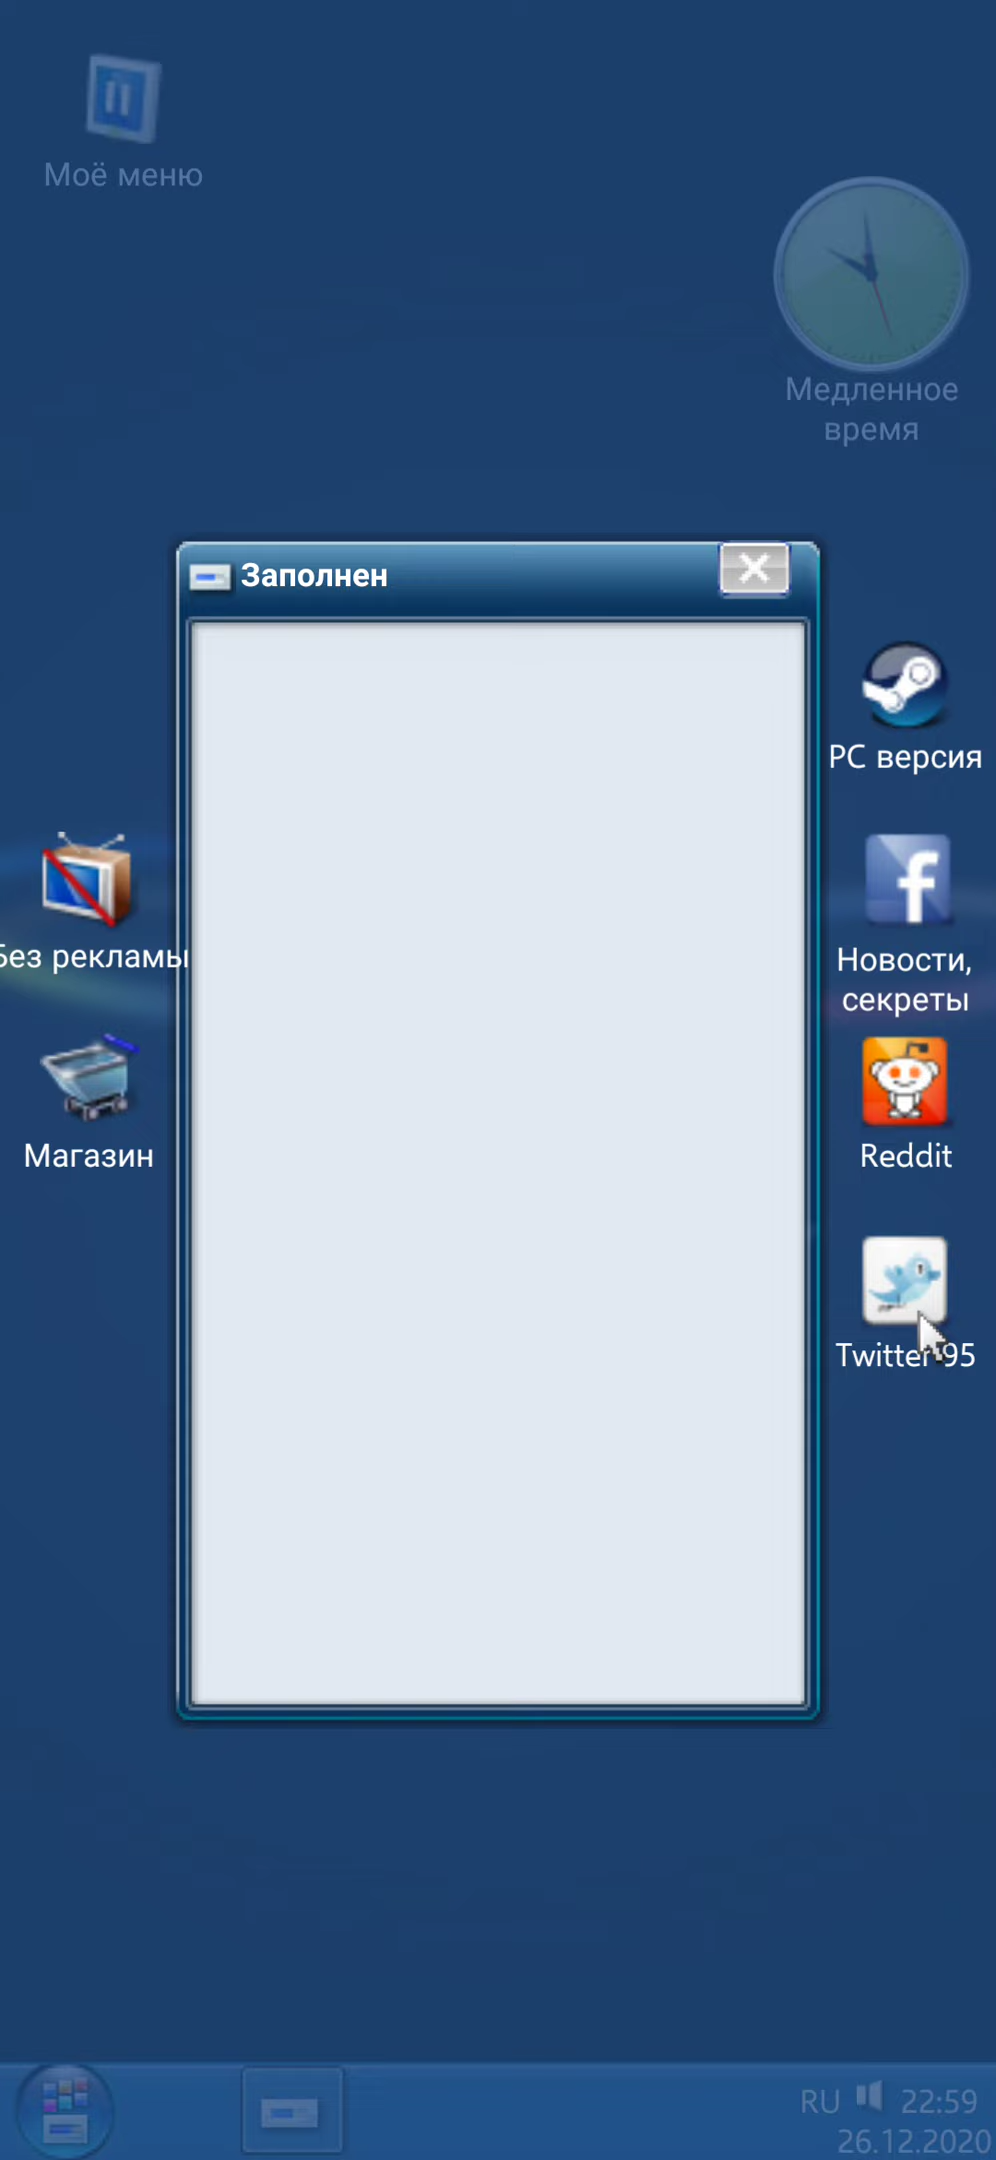 Моё меню
Медленное
время
Заполнен
PC версия
Без рекламы
Новости,
секреты
Магазин
Reddit
Twitter 95
RU 22:59
26.12.2020